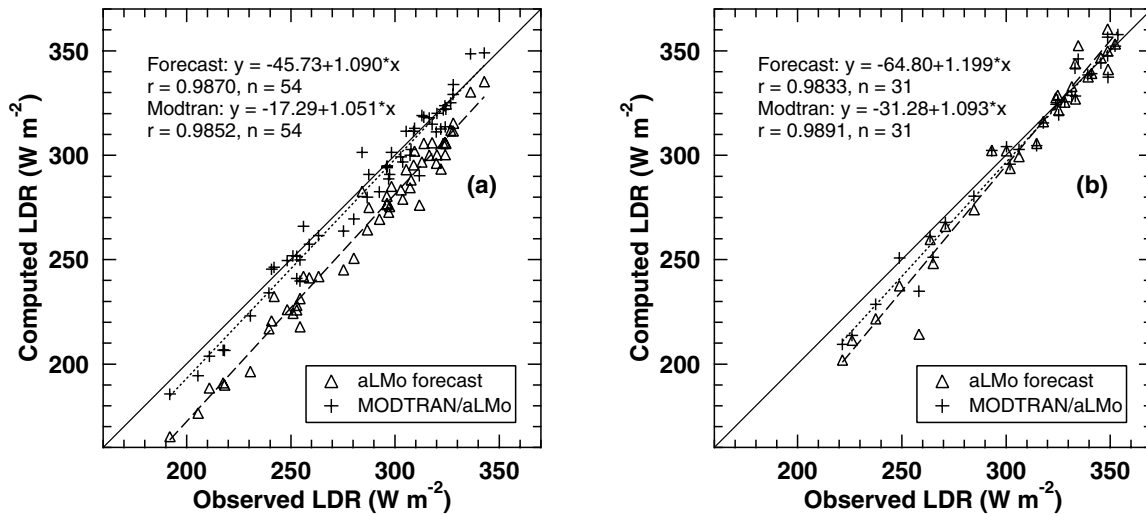 Computed LDR (W m⁻²)
350
300
250
200
Forecast: y = -45.73+1.090*x
r = 0.9870, n = 54
Modtran: y = -17.29+1.051*x
r = 0.9852, n = 54
(a)
aLMo forecast
MODTRAN/aLMo
200 250 300 350
Observed LDR (W m⁻²)
Computed LDR (W m⁻²)
350
300
250
200
Forecast: y = -64.80+1.199*x
r = 0.9833, n = 31
Modtran: y = -31.28+1.093*x
r = 0.9891, n = 31
(b)
aLMo forecast
MODTRAN/aLMo
200 250 300 350
Observed LDR (W m⁻²)